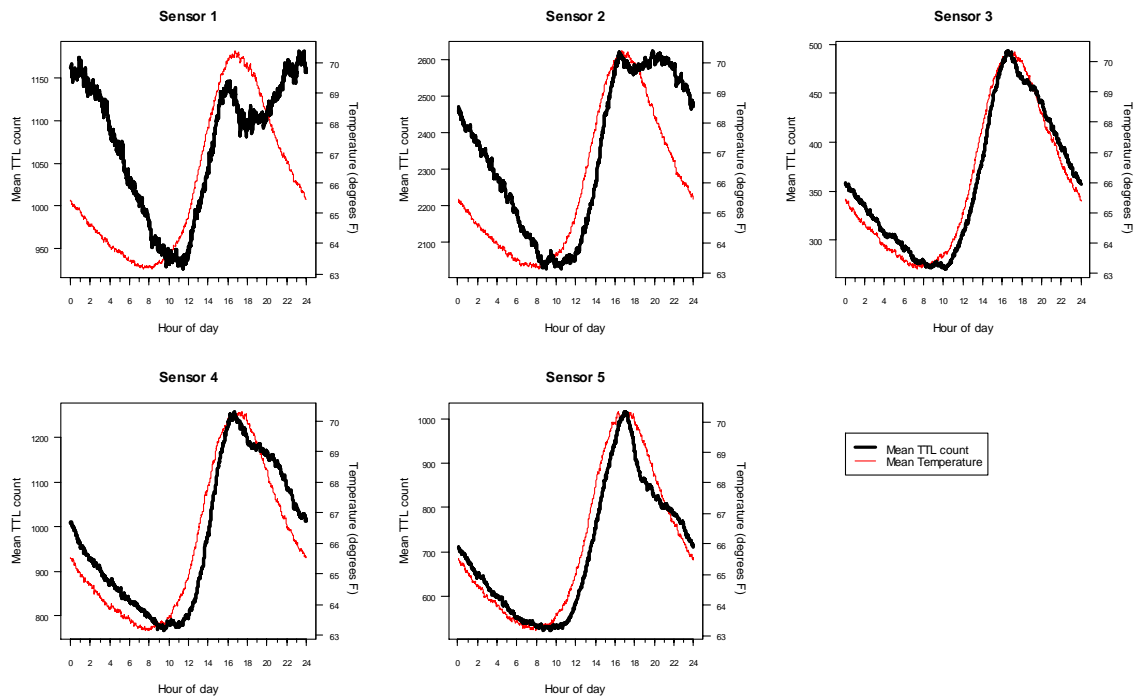 Sensor 1
Mean TTL count
950 1000 1050 1100 1150
63 64 65 66 67 68 69 70
Temperature (degrees F)
0 2 4 6 8 10 12 14 16 18 20 22 24
Hour of day
Sensor 2
Mean TTL count
2100 2200 2300 2400 2500 2600
63 64 65 66 67 68 69 70
Temperature (degrees F)
0 2 4 6 8 10 12 14 16 18 20 22 24
Hour of day
Sensor 3
Mean TTL count
300 350 400 450 500
63 64 65 66 67 68 69 70
Temperature (degrees F)
0 2 4 6 8 10 12 14 16 18 20 22 24
Hour of day
Sensor 4
Mean TTL count
800 900 1000 1100 1200
63 64 65 66 67 68 69 70
Temperature (degrees F)
0 2 4 6 8 10 12 14 16 18 20 22 24
Hour of day
Sensor 5
Mean TTL count
600 700 800 900 1000
63 64 65 66 67 68 69 70
Temperature (degrees F)
0 2 4 6 8 10 12 14 16 18 20 22 24
Hour of day
Mean TTL count
Mean Temperature